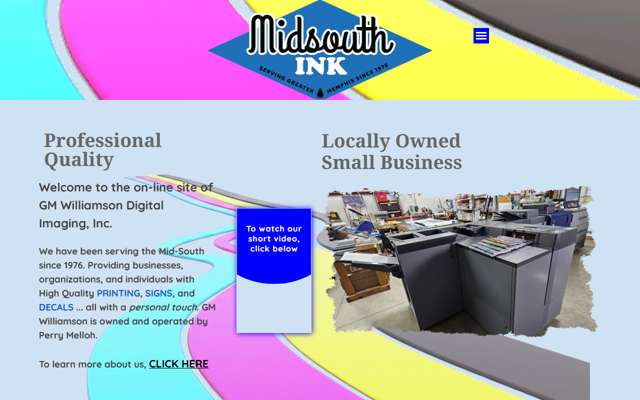 Midsouth
INK
SERVING GREATER MEMPHIS SINCE 1976
Professional
Quality
Locally Owned
Small Business
Welcome to the on-line site of
GM Williamson Digital
Imaging, Inc.
To watch our
short video,
click below
We have been serving the Mid-South
since 1976. Providing businesses,
organizations, and individuals with
High Quality PRINTING, SIGNS, and
DECALS ... all with a personal touch. GM
Williamson is owned and operated by
Perry Melloh.
To learn more about us, CLICK HERE